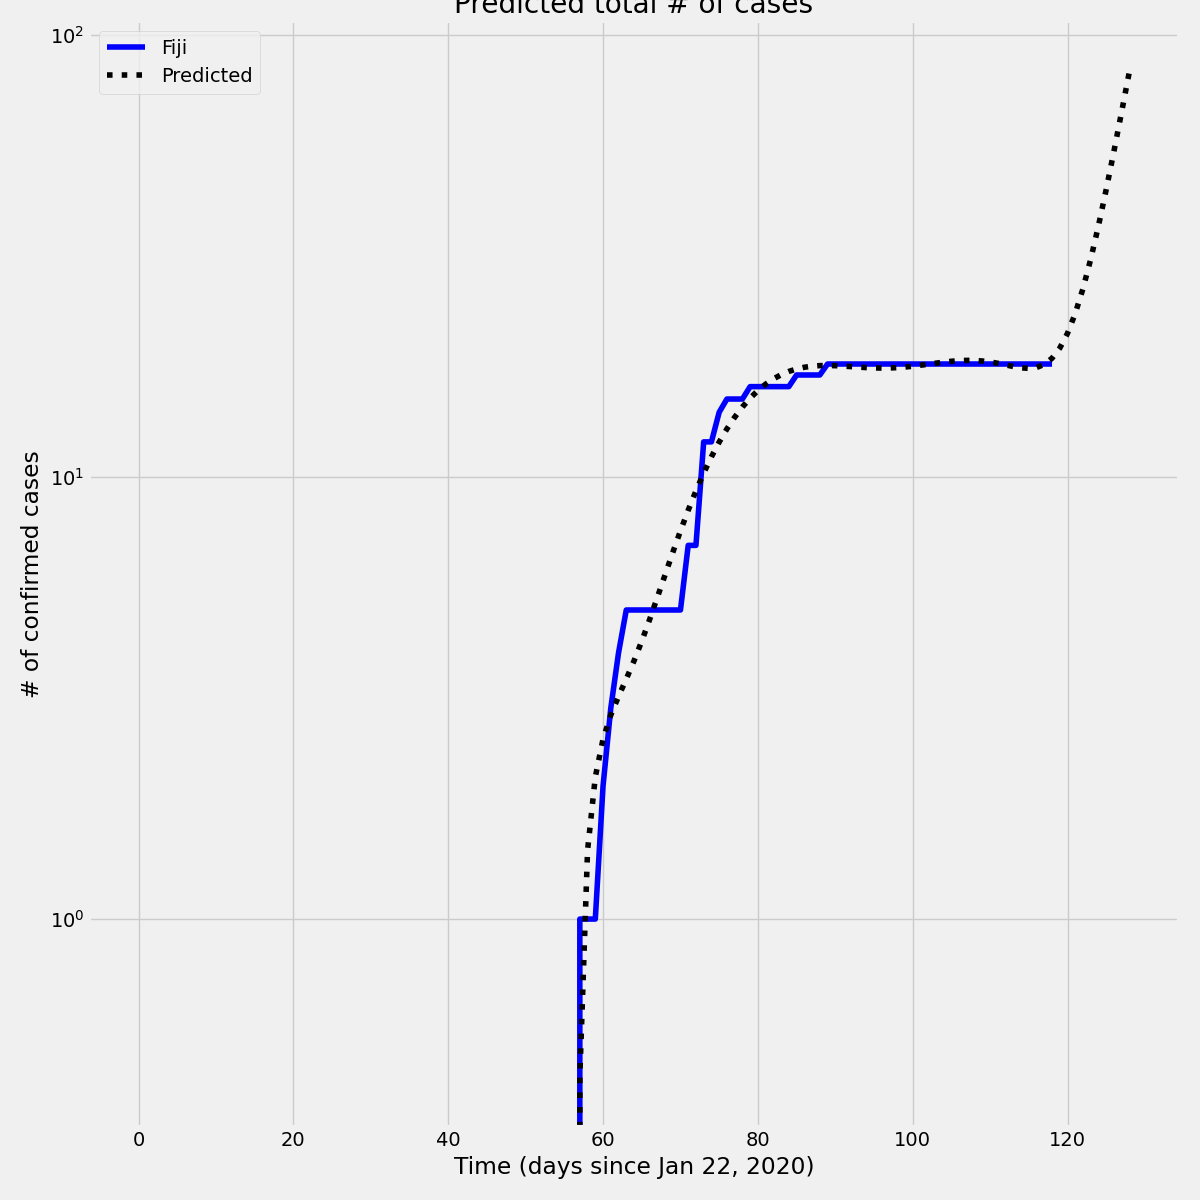 Predicted total # of cases
10²
Fiji
Predicted
10¹
10⁰
# of confirmed cases
0 20 40 60 80 100 120
Time (days since Jan 22, 2020)